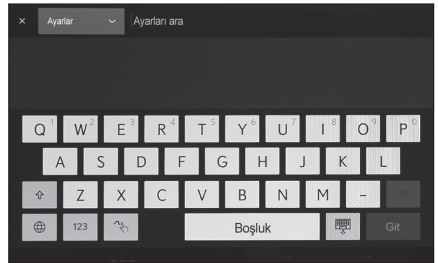 × Ayarlar Ayarları ara
Q 1 W 2 E 3 R 4 T 5 Y 6 U 7 I 8 O 9 P 0
A S D F G H J K L
Z X C V B N M -
123 Boşluk Git